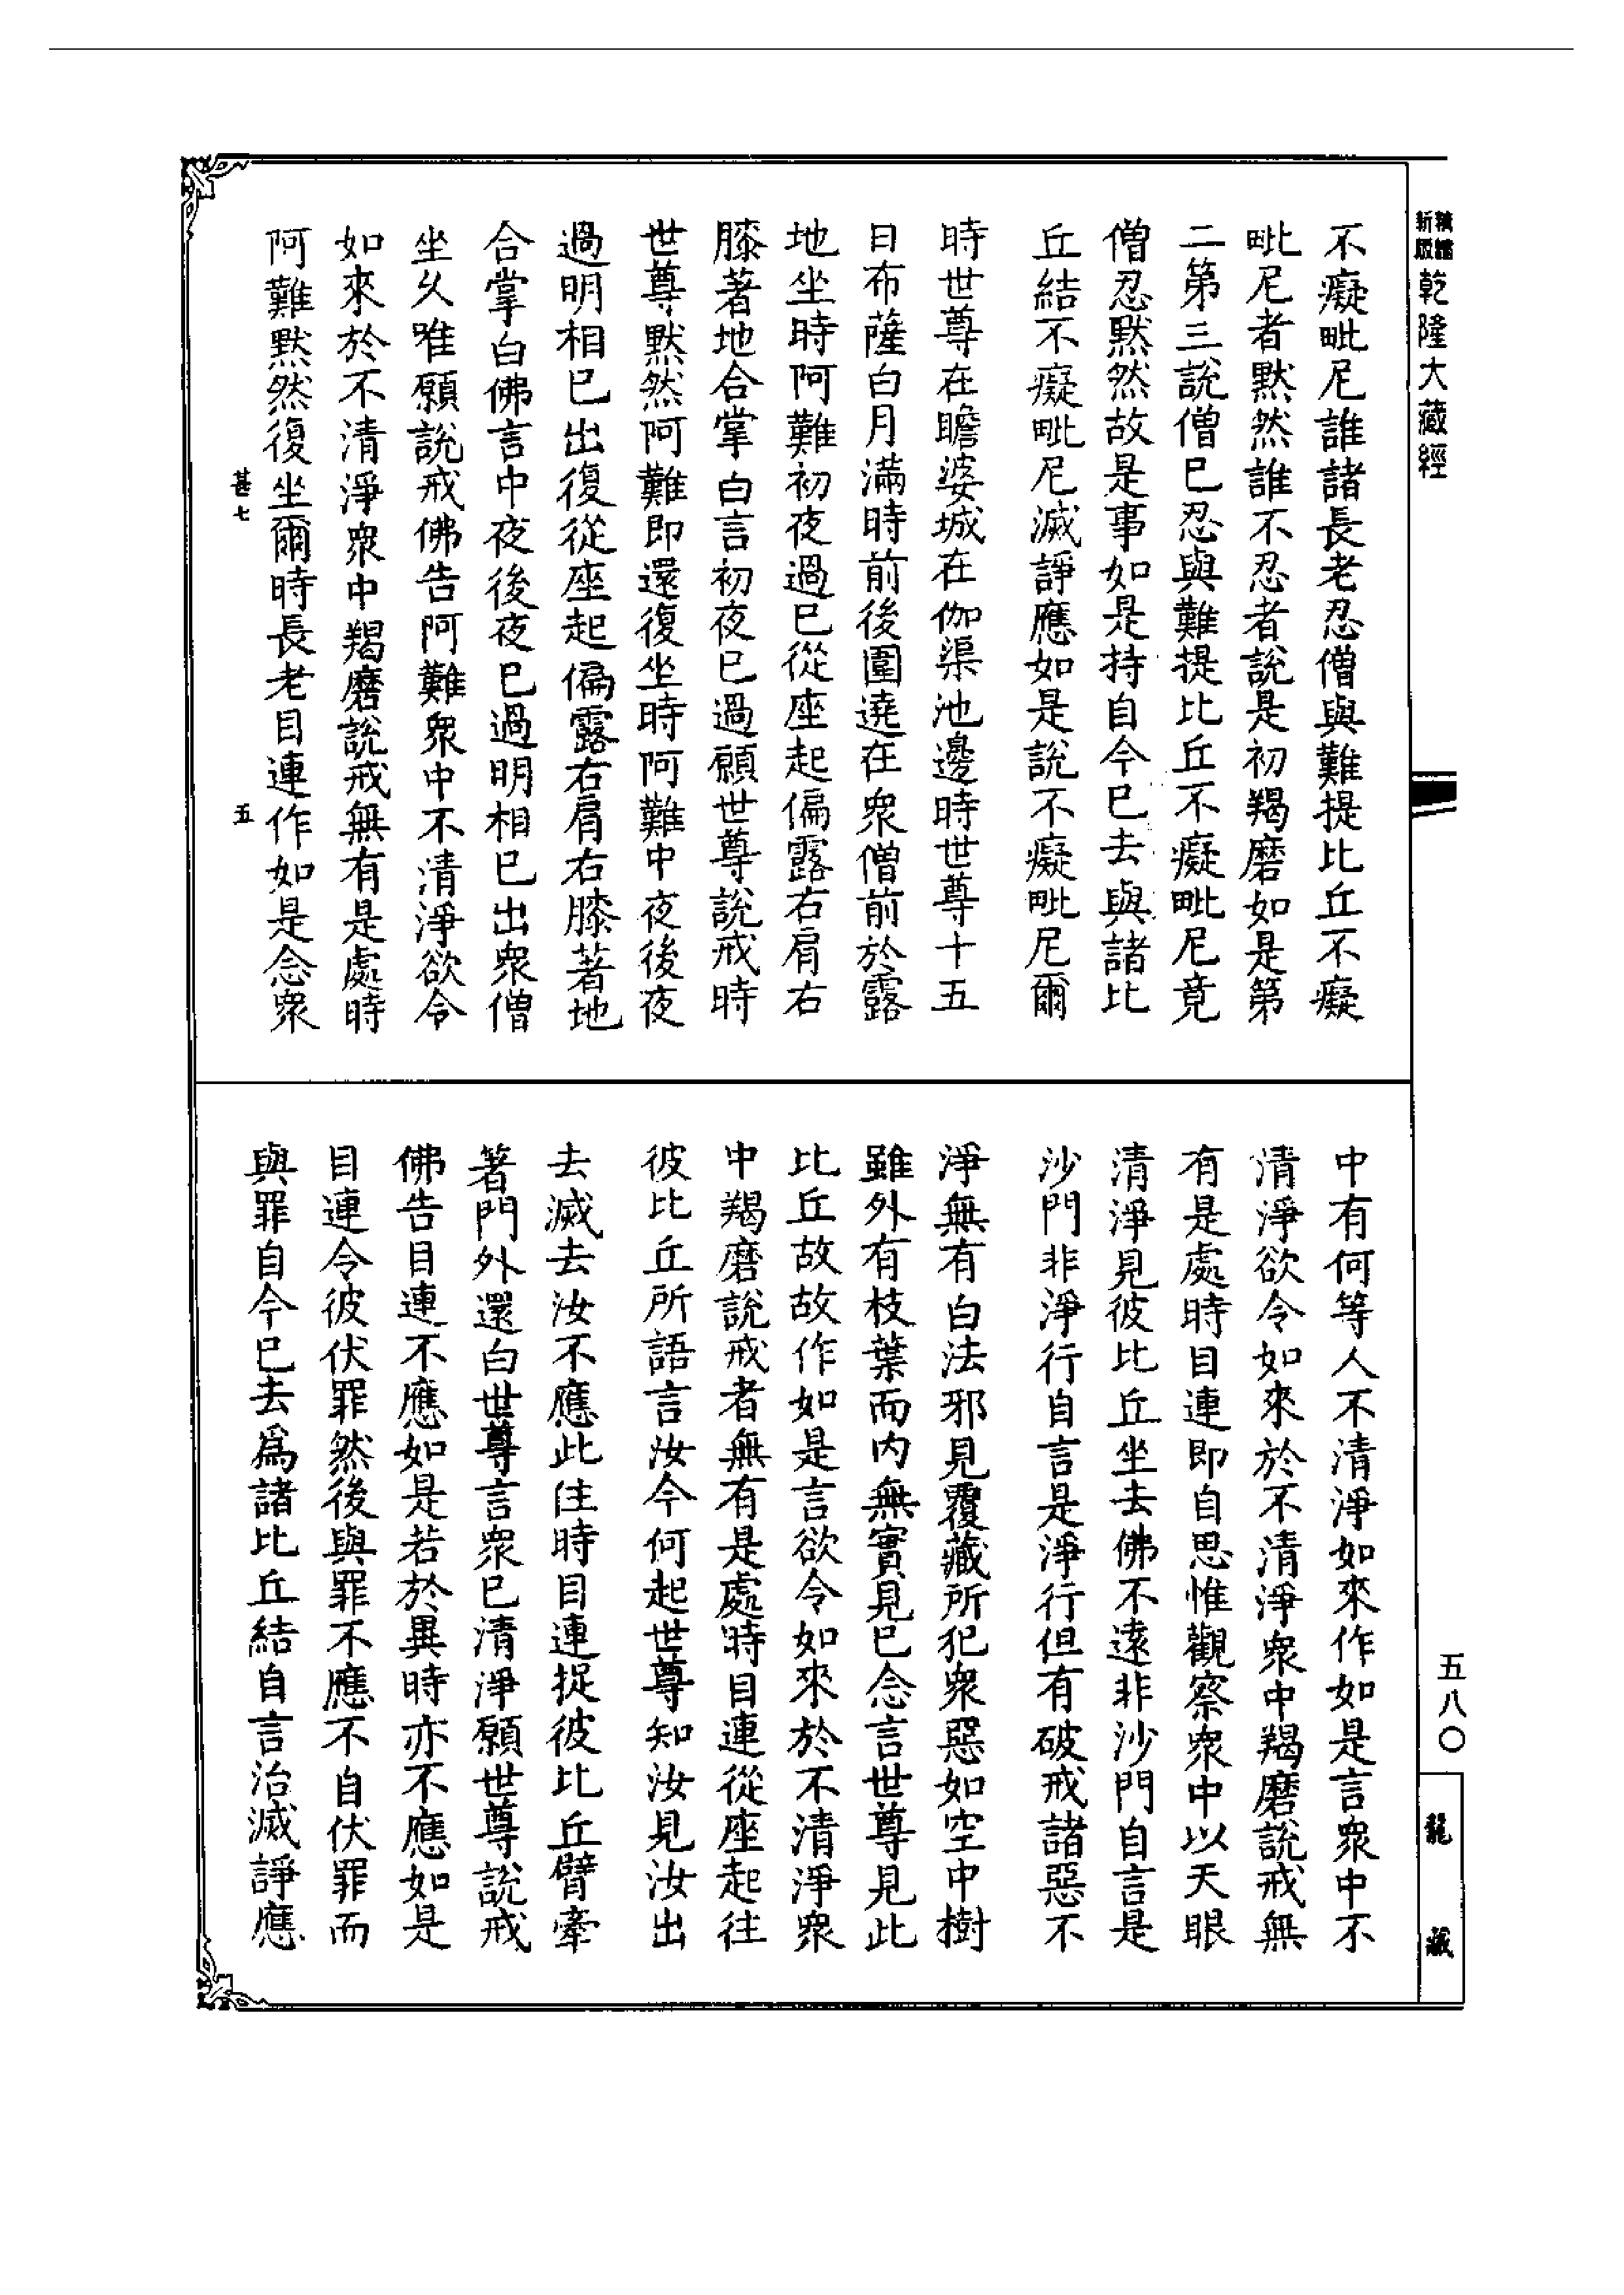 新版
精縮
乾隆大藏經
不癡毗尼誰諸長老忍僧與難提比丘不癡
毗尼者默然誰不忍者說是初羯磨如是第
二第三說僧已忍與難提比丘不癡毗尼竟
僧忍默然故是事如是持自今已去與諸比
丘結不癡毗尼滅諍應如是說不癡毗尼爾
時世尊在瞻婆城在伽渠池邊時世尊十五
日布薩白月滿時前後圍遶在衆僧前於露
地坐時阿難初夜過已從座起偏露右肩右
膝著地合掌白言初夜已過願世尊說戒時
世尊默然阿難即還復坐時阿難中夜後夜
過明相已出復從座起偏露右肩右膝著地
合掌白佛言中夜後夜已過明相已出衆僧
坐久唯願說戒佛告阿難衆中不清淨欲令
如來於不清淨衆中羯磨說戒無有是處時
阿難默然復坐爾時長老目連作如是念衆
甚七 五
中有何等人不清淨如來作如是言衆中不
清淨欲令如來於不清淨衆中羯磨說戒無
有是處時目連即自思惟觀察衆中以天眼
清淨見彼比丘坐去佛不遠非沙門自言是
沙門非淨行自言是淨行但有破戒諸惡不
淨無有白法邪見覆藏所犯衆惡如空中樹
雖外有枝葉而內無實見已念言世尊見此
比丘故故作如是言欲令如來於不清淨衆
中羯磨說戒者無有是處時目連從座起往
彼比丘所語言汝今何起世尊知汝見汝出
去滅去汝不應此住時目連捉彼比丘臂牽
著門外還白世尊言衆已清淨願世尊說戒
佛告目連不應如是若於異時亦不應如是
目連令彼伏罪然後與罪不應不自伏罪而
與罪自今已去爲諸比丘結自言治滅諍應
五八〇
龍藏